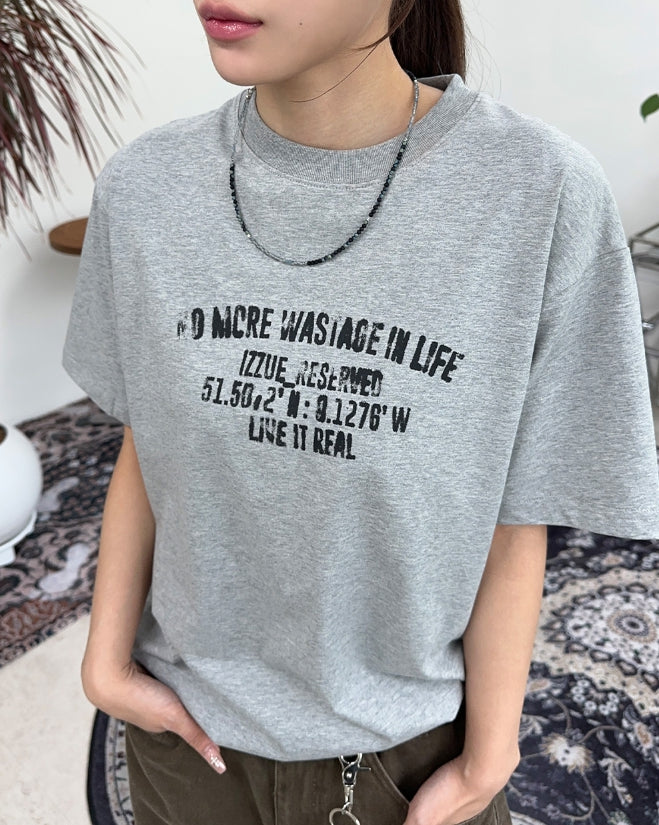 NO MORE WASTAGE IN LIFE
IZZUE_RESERVED
51.50,2' N: 0.1276' W
LIVE IT REAL